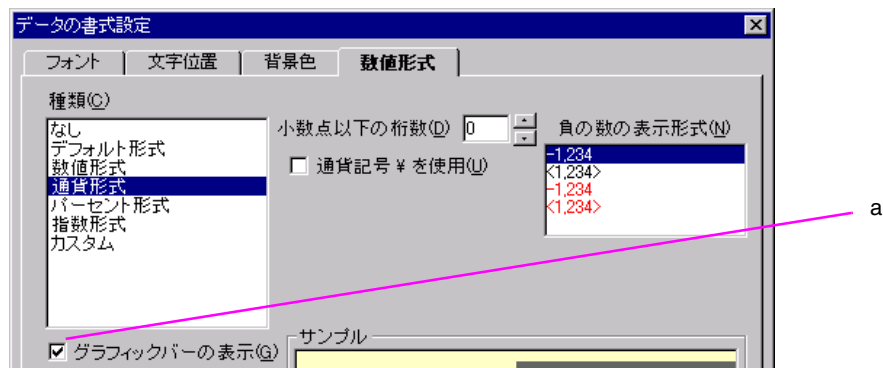 データの書式設定
フォント 文字位置 背景色 数値形式
種類(C)
なし
デフォルト形式
数値形式
通貨形式
パーセント形式
指数形式
カスタム
小数点以下の桁数(D) 0
通貨記号 ¥ を使用(U)
負の数の表示形式(N)
-1,234
<1,234>
-1,234
<1,234>
a
グラフィックバーの表示(G)
サンプル